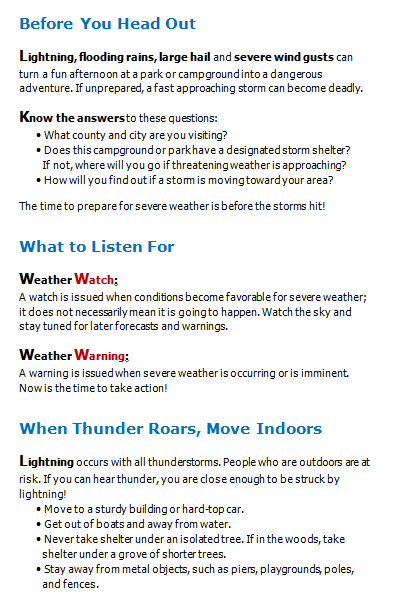 Before You Head Out
Lightning, flooding rains, large hail and severe wind gusts can
turn a fun afternoon at a park or campground into a dangerous
adventure. If unprepared, a fast approaching storm can become deadly.
Know the answers to these questions:
• What county and city are you visiting?
• Does this campground or park have a designated storm shelter?
If not, where will you go if threatening weather is approaching?
• How will you find out if a storm is moving toward your area?
The time to prepare for severe weather is before the storms hit!
What to Listen For
Weather Watch:
A watch is issued when conditions become favorable for severe weather;
it does not necessarily mean it is going to happen. Watch the sky and
stay tuned for later forecasts and warnings.
Weather Warning:
A warning is issued when severe weather is occurring or is imminent.
Now is the time to take action!
When Thunder Roars, Move Indoors
Lightning occurs with all thunderstorms. People who are outdoors are at
risk. If you can hear thunder, you are close enough to be struck by
lightning!
• Move to a sturdy building or hard-top car.
• Get out of boats and away from water.
• Never take shelter under an isolated tree. If in the woods, take
shelter under a grove of shorter trees.
• Stay away from metal objects, such as piers, playgrounds, poles,
and fences.